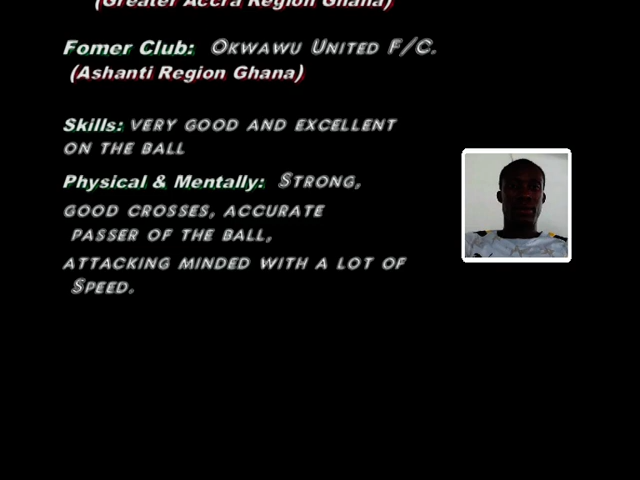 (Greater Accra Region Ghana)
Fomer Club: Okwawu United F/C.
(Ashanti Region Ghana)
Skills: very good and excellent
on the ball
Physical & Mentally: Strong,
good crosses, accurate
passer of the ball,
attacking minded with a lot of
Speed.